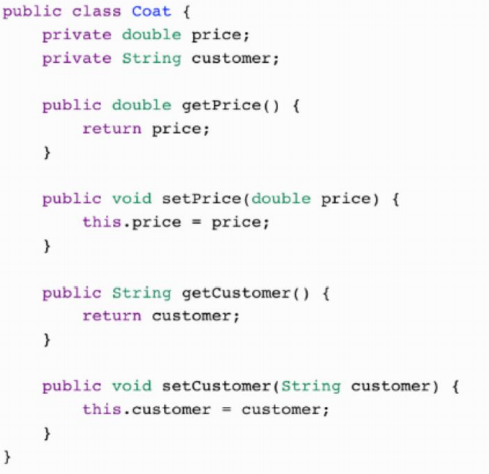 public class Coat {
    private double price;
    private String customer;

    public double getPrice() {
        return price;
    }

    public void setPrice(double price) {
        this.price = price;
    }

    public String getCustomer() {
        return customer;
    }

    public void setCustomer(String customer) {
        this.customer = customer;
    }
}